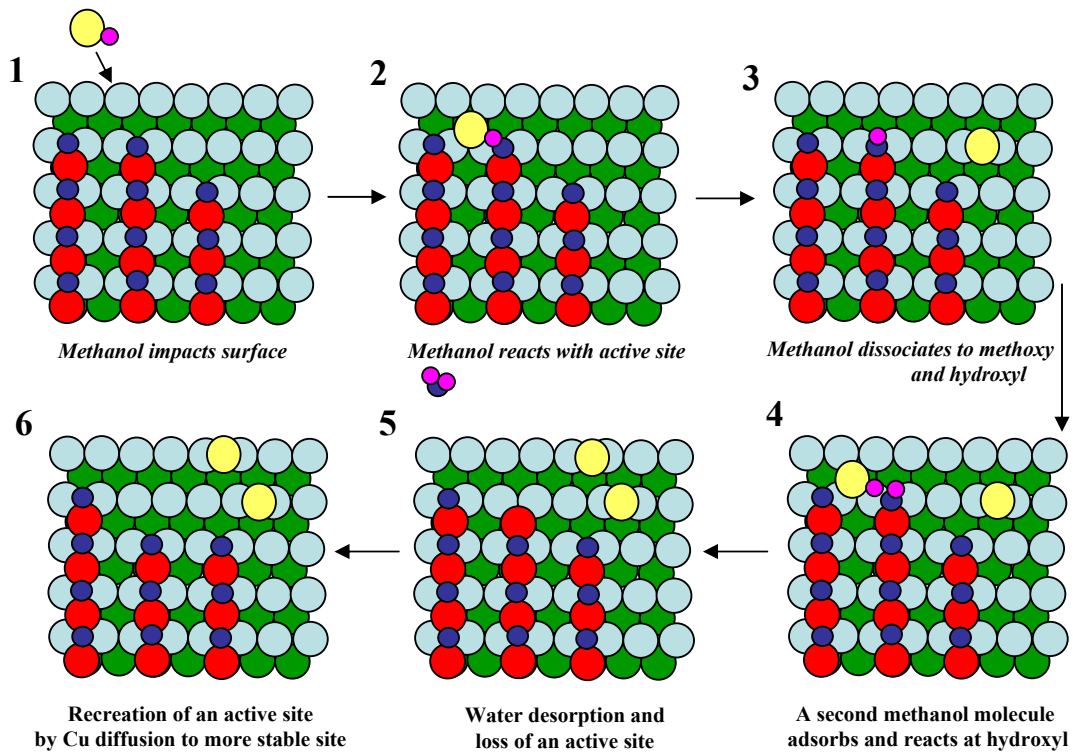 1
Methanol impacts surface
2
Methanol reacts with active site
3
Methanol dissociates to methoxy
and hydroxyl
4
A second methanol molecule
adsorbs and reacts at hydroxyl
5
Water desorption and
loss of an active site
6
Recreation of an active site
by Cu diffusion to more stable site